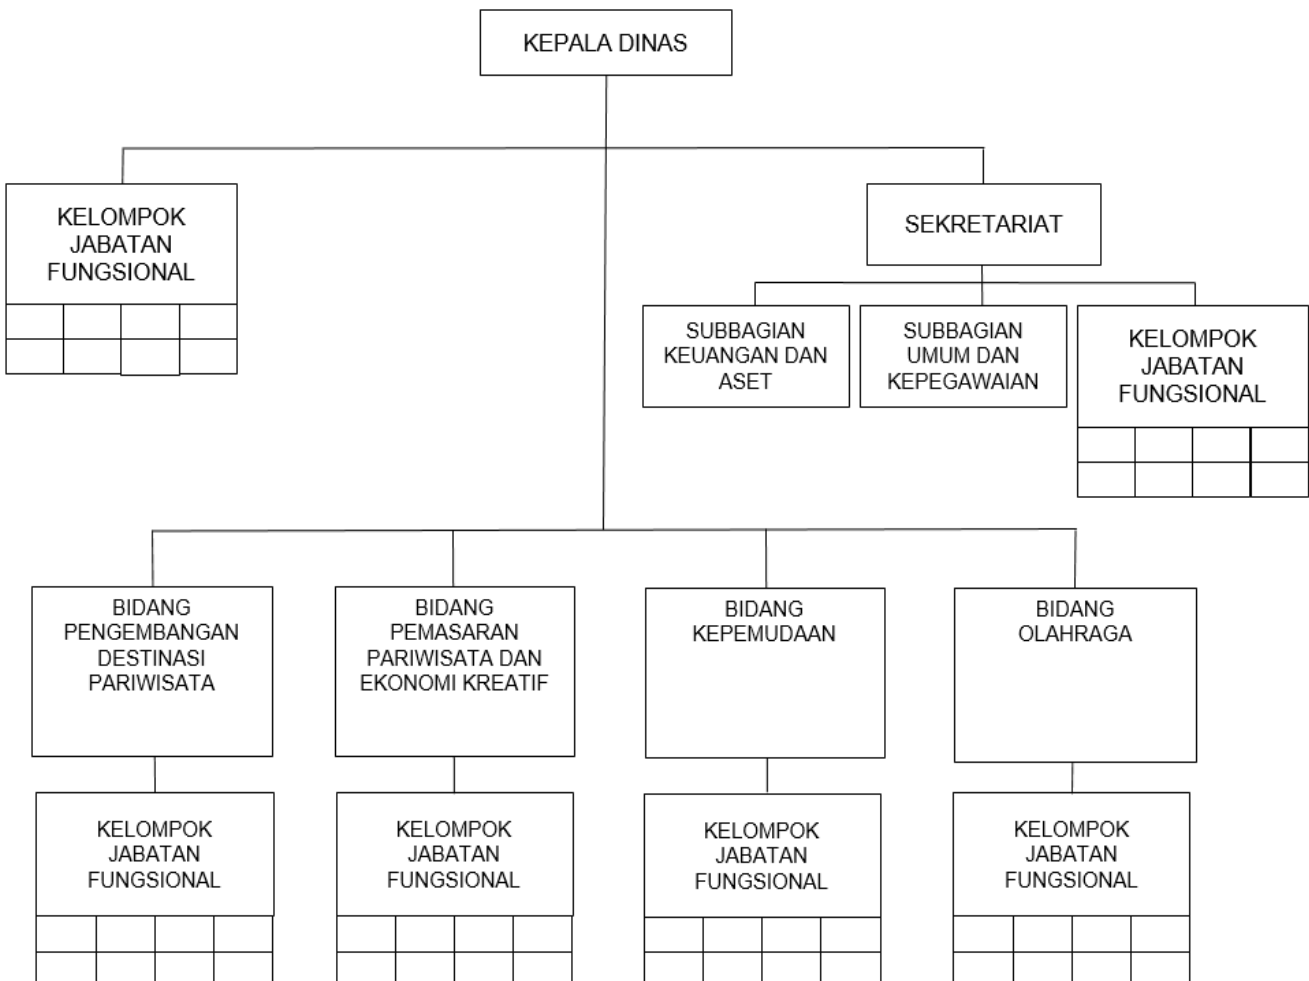 KEPALA DINAS
KELOMPOK
JABATAN
FUNGSIONAL
SEKRETARIAT
SUBBAGIAN
KEUANGAN DAN
ASET
SUBBAGIAN
UMUM DAN
KEPEGAWAIAN
KELOMPOK
JABATAN
FUNGSIONAL
BIDANG
PENGEMBANGAN
DESTINASI
PARIWISATA
BIDANG
PEMASARAN
PARIWISATA DAN
EKONOMI KREATIF
BIDANG
KEPEMUDAAN
BIDANG
OLAHRAGA
KELOMPOK
JABATAN
FUNGSIONAL
KELOMPOK
JABATAN
FUNGSIONAL
KELOMPOK
JABATAN
FUNGSIONAL
KELOMPOK
JABATAN
FUNGSIONAL